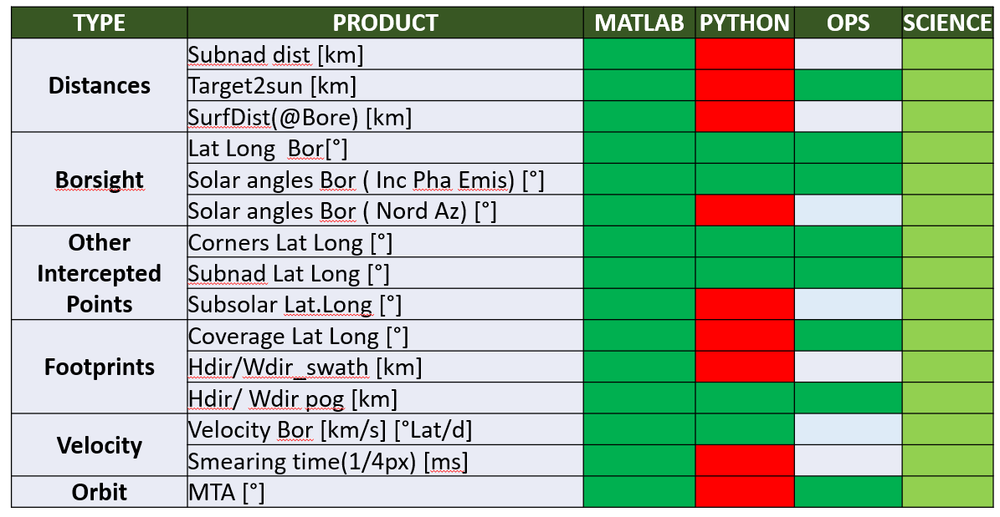 TYPE PRODUCT MATLAB PYTHON OPS SCIENCE
Distances
Subnad dist [km]
Target2sun [km]
SurfDist(@Bore) [km]
Borsight
Lat Long  Bor[°]
Solar angles Bor ( Inc Pha Emis) [°]
Solar angles Bor ( Nord Az) [°]
Other
Intercepted
Points
Corners Lat Long [°]
Subnad Lat Long [°]
Subsolar Lat.Long [°]
Footprints
Coverage Lat Long [°]
Hdir/Wdir_swath [km]
Hdir/ Wdir pog [km]
Velocity
Velocity Bor [km/s] [°Lat/d]
Smearing time(1/4px) [ms]
Orbit
MTA [°]